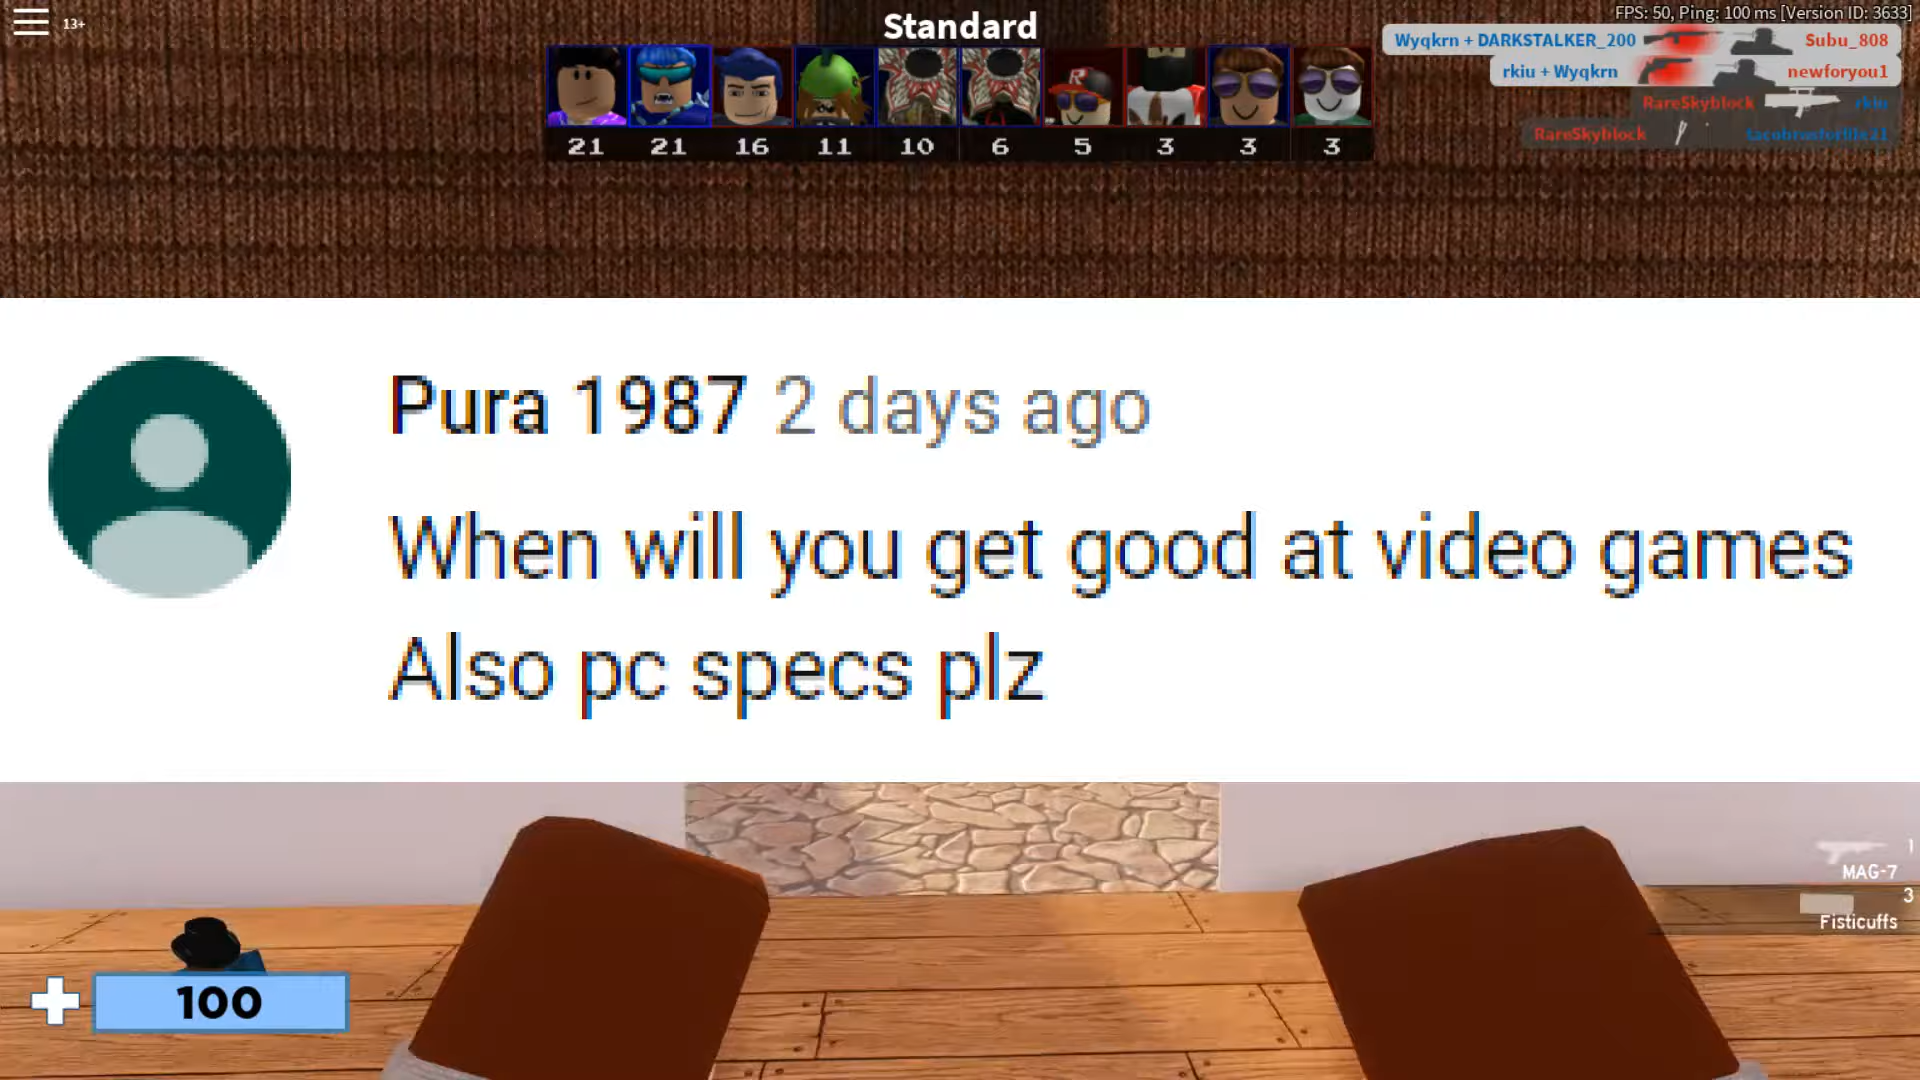 13+
Standard
FPS: 50, Ping: 100 ms [Version ID: 3633]
Wyqkrn + DARKSTALKER_200 Subu_808
rkiu + Wyqkrn newforyou1
RareSkyblock rkiu
RareSkyblock
21 21 16 11 10 6 5 3 3 3
Pura 1987 2 days ago
When will you get good at video games
Also pc specs plz
1
MAG-7
3
Fisticuffs
100